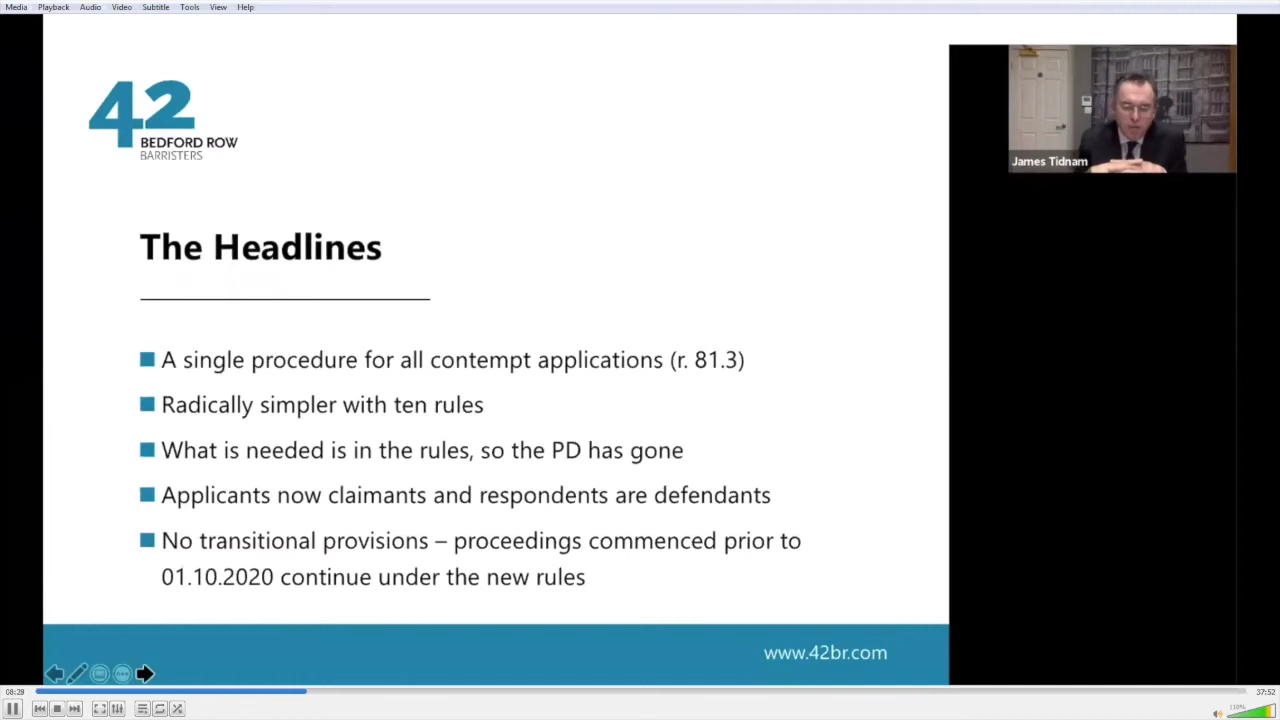 Media Playback Audio Video Subtitle Tools View Help
42
BEDFORD ROW
BARRISTERS
James Tidnam
The Headlines
A single procedure for all contempt applications (r. 81.3)
Radically simpler with ten rules
What is needed is in the rules, so the PD has gone
Applicants now claimants and respondents are defendants
No transitional provisions – proceedings commenced prior to
01.10.2020 continue under the new rules
www.42br.com
08:29 37:52
110%